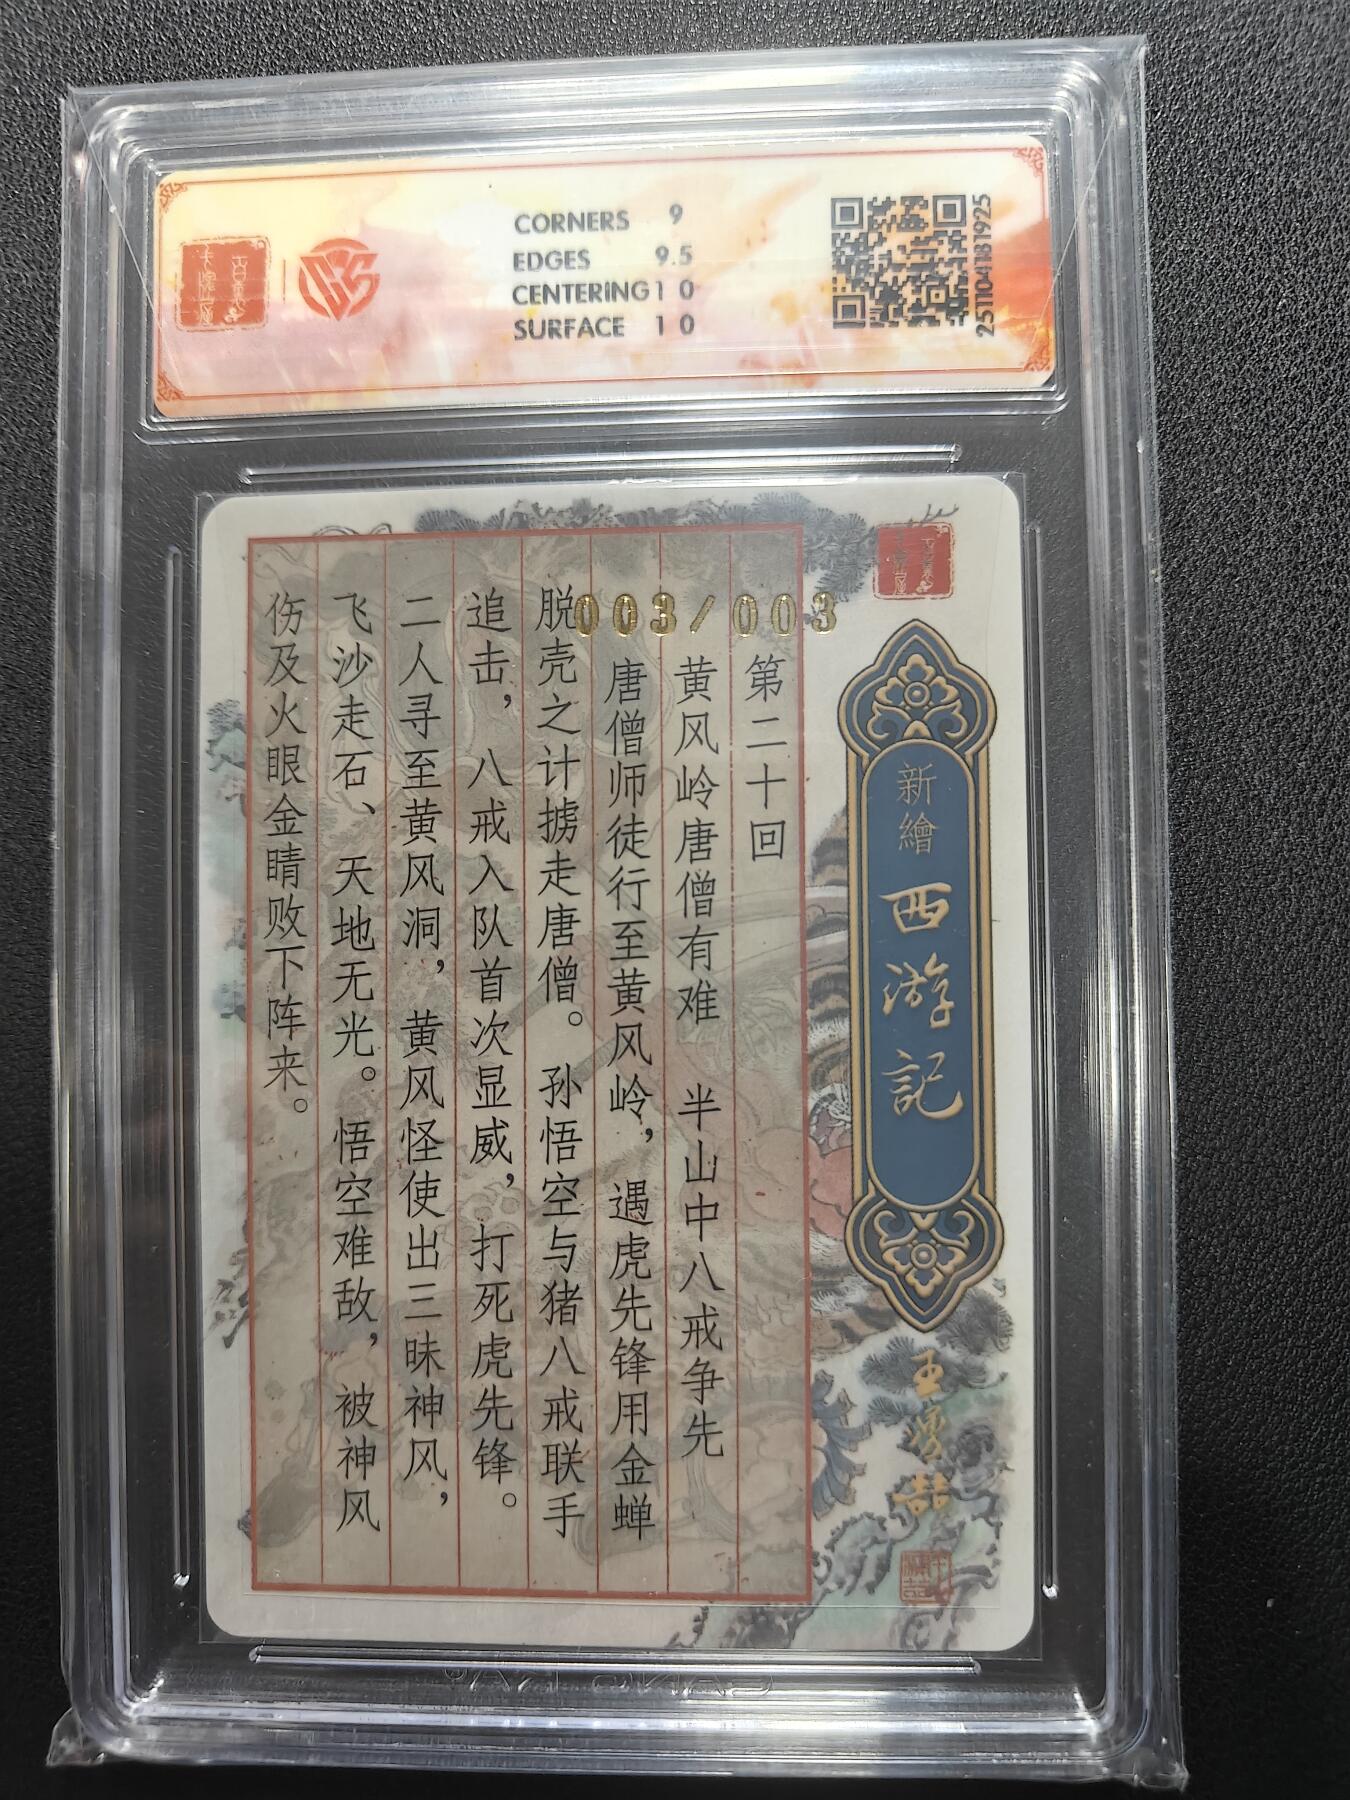 CORNERS 9
EDGES 9.5
CENTERING 10
SURFACE 10
251104181925
003/003
新繪
西游記
王勇喆
第二十回
黄风岭唐僧有难 半山中八戒争先
唐僧师徒行至黄风岭，遇虎先锋用金蝉
脱壳之计掳走唐僧。孙悟空与猪八戒联手
追击，八戒入队首次显威，打死虎先锋。
二人寻至黄风洞，黄风怪使出三昧神风，
飞沙走石、天地无光。悟空难敌，被神风
伤及火眼金睛败下阵来。